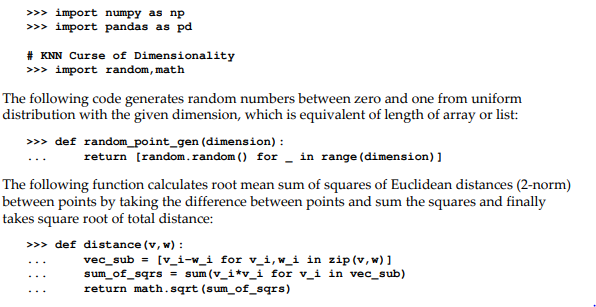 >>> import numpy as np
>>> import pandas as pd
# KNN Curse of Dimensionality
>>> import random,math
The following code generates random numbers between zero and one from uniform
distribution with the given dimension, which is equivalent of length of array or list:
>>> def random_point_gen(dimension):
...     return [random.random() for _ in range(dimension)]
The following function calculates root mean sum of squares of Euclidean distances (2-norm)
between points by taking the difference between points and sum the squares and finally
takes square root of total distance:
>>> def distance(v,w):
...     vec_sub = [v_i-w_i for v_i,w_i in zip(v,w)]
...     sum_of_sqrs = sum(v_i*v_i for v_i in vec_sub)
...     return math.sqrt(sum_of_sqrs)